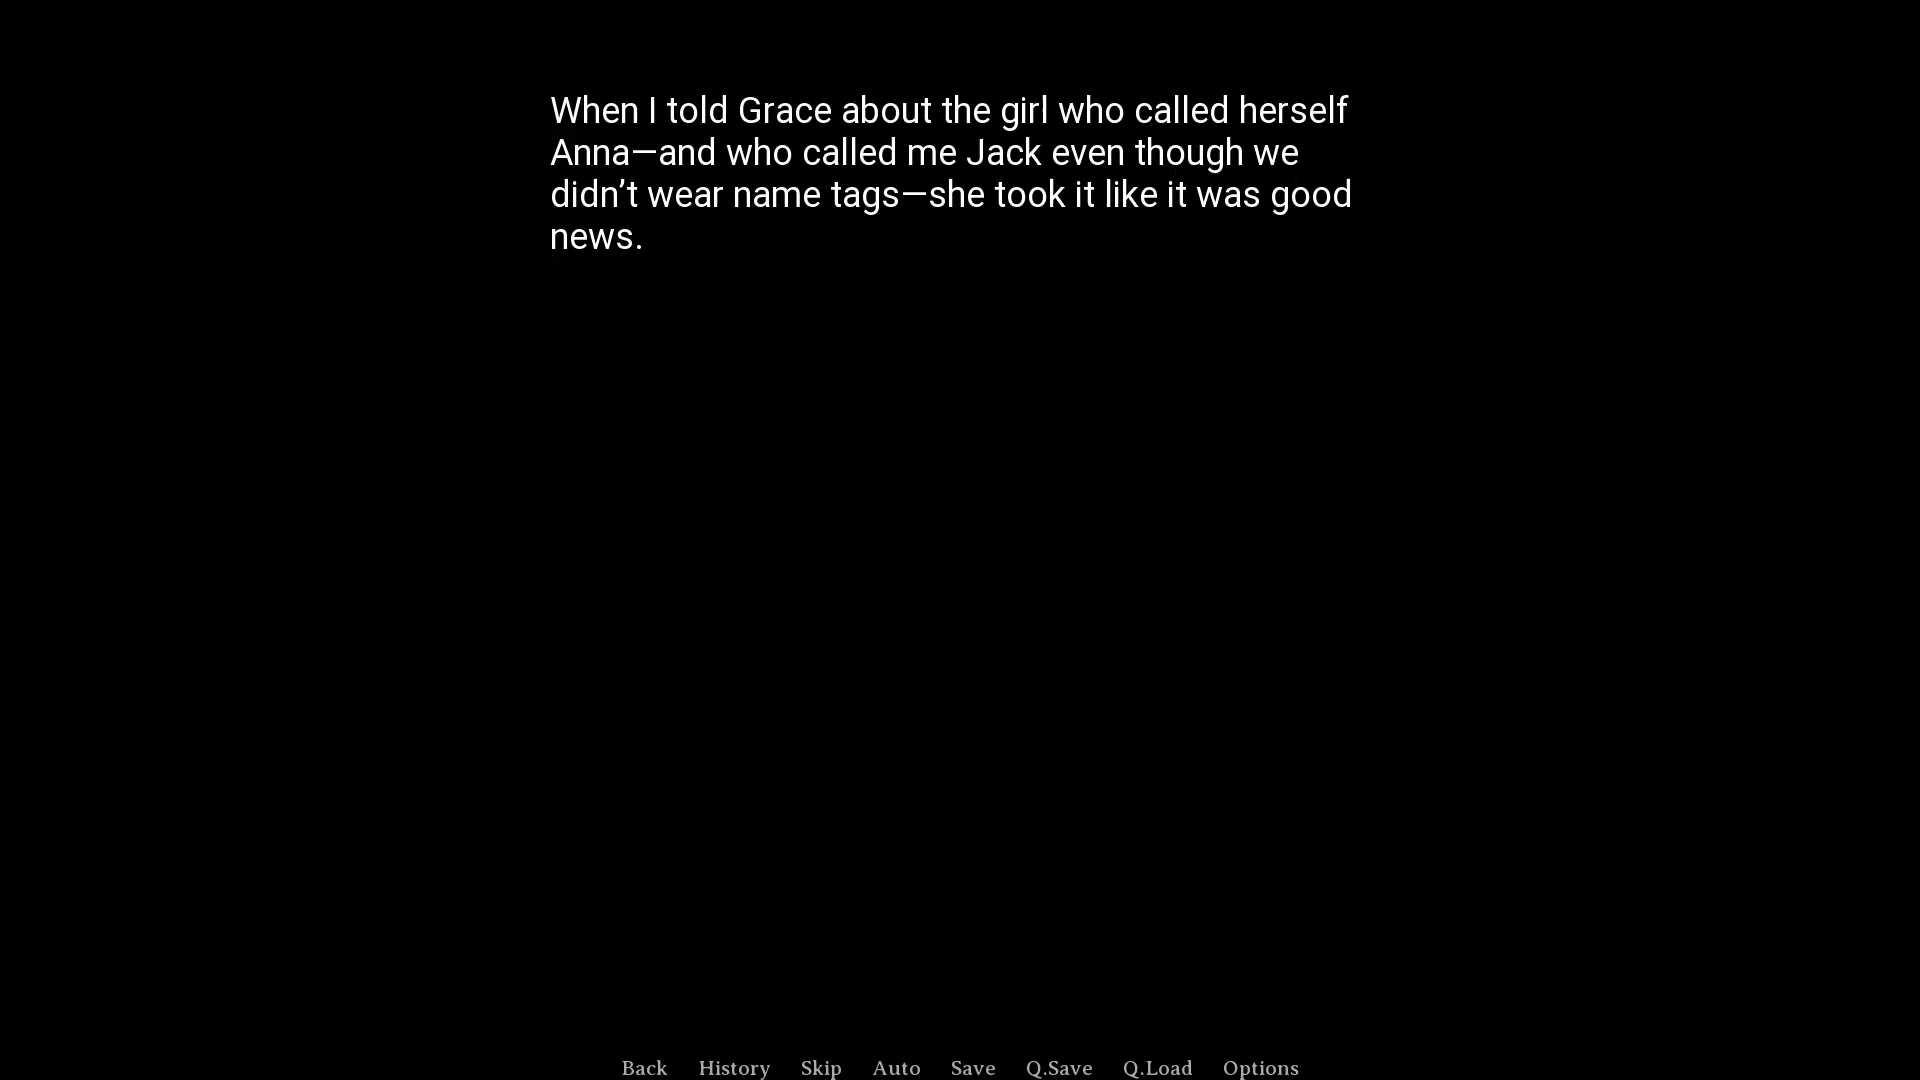 When I told Grace about the girl who called herself
Anna—and who called me Jack even though we
didn’t wear name tags—she took it like it was good
news.
Back History Skip Auto Save Q.Save Q.Load Options